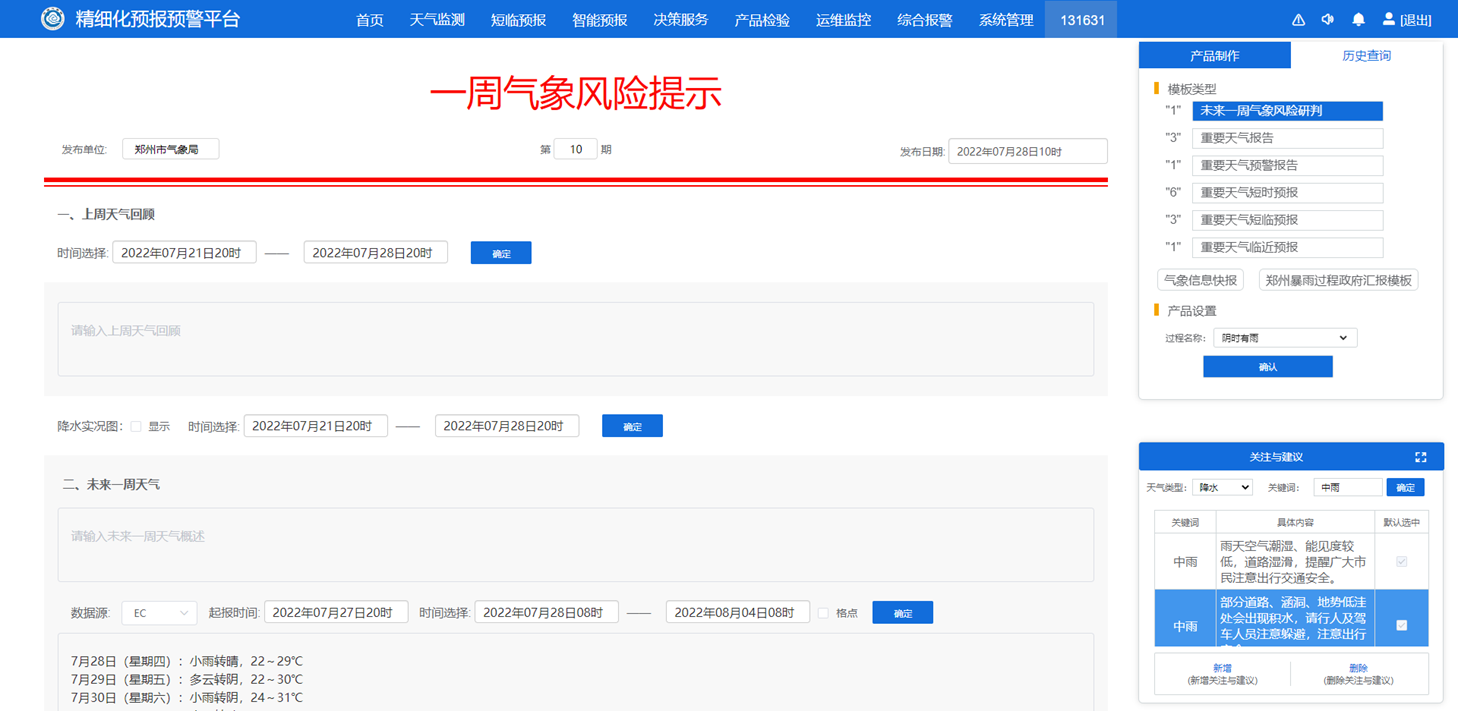 精细化预报预警平台 首页 天气监测 短临预报 智能预报 决策服务 产品检验 运维监控 综合报警 系统管理 131631 [退出]
一周气象风险提示
发布单位: 郑州市气象局 第 10 期 发布日期: 2022年07月28日10时
一、上周天气回顾
时间选择: 2022年07月21日20时 —— 2022年07月28日20时 确定
请输入上周天气回顾
降水实况图: 显示 时间选择: 2022年07月21日20时 —— 2022年07月28日20时 确定
二、未来一周天气
请输入未来一周天气概述
数据源: EC 起报时间: 2022年07月27日20时 时间选择: 2022年07月28日08时 —— 2022年08月04日08时 格点 确定
7月28日（星期四）：小雨转晴，22～29℃
7月29日（星期五）：多云转阴，22～30℃
7月30日（星期六）：小雨转阴，24～31℃
产品制作 历史查询
模板类型
"1" 未来一周气象风险研判
"3" 重要天气报告
"1" 重要天气预警报告
"6" 重要天气短时预报
"3" 重要天气短临预报
"1" 重要天气临近预报
气象信息快报 郑州暴雨过程政府汇报模板
产品设置
过程名称: 阴时有雨
确认
关注与建议
天气类型: 降水 关键词: 中雨 确定
关键词 具体内容 默认选中
中雨 雨天空气潮湿、能见度较
低，道路湿滑，提醒广大市
民注意出行交通安全。
中雨 部分道路、涵洞、地势低洼
处会出现积水，请行人及驾
车人员注意躲避，注意出行
新增 删除
(新增关注与建议) (删除关注与建议)